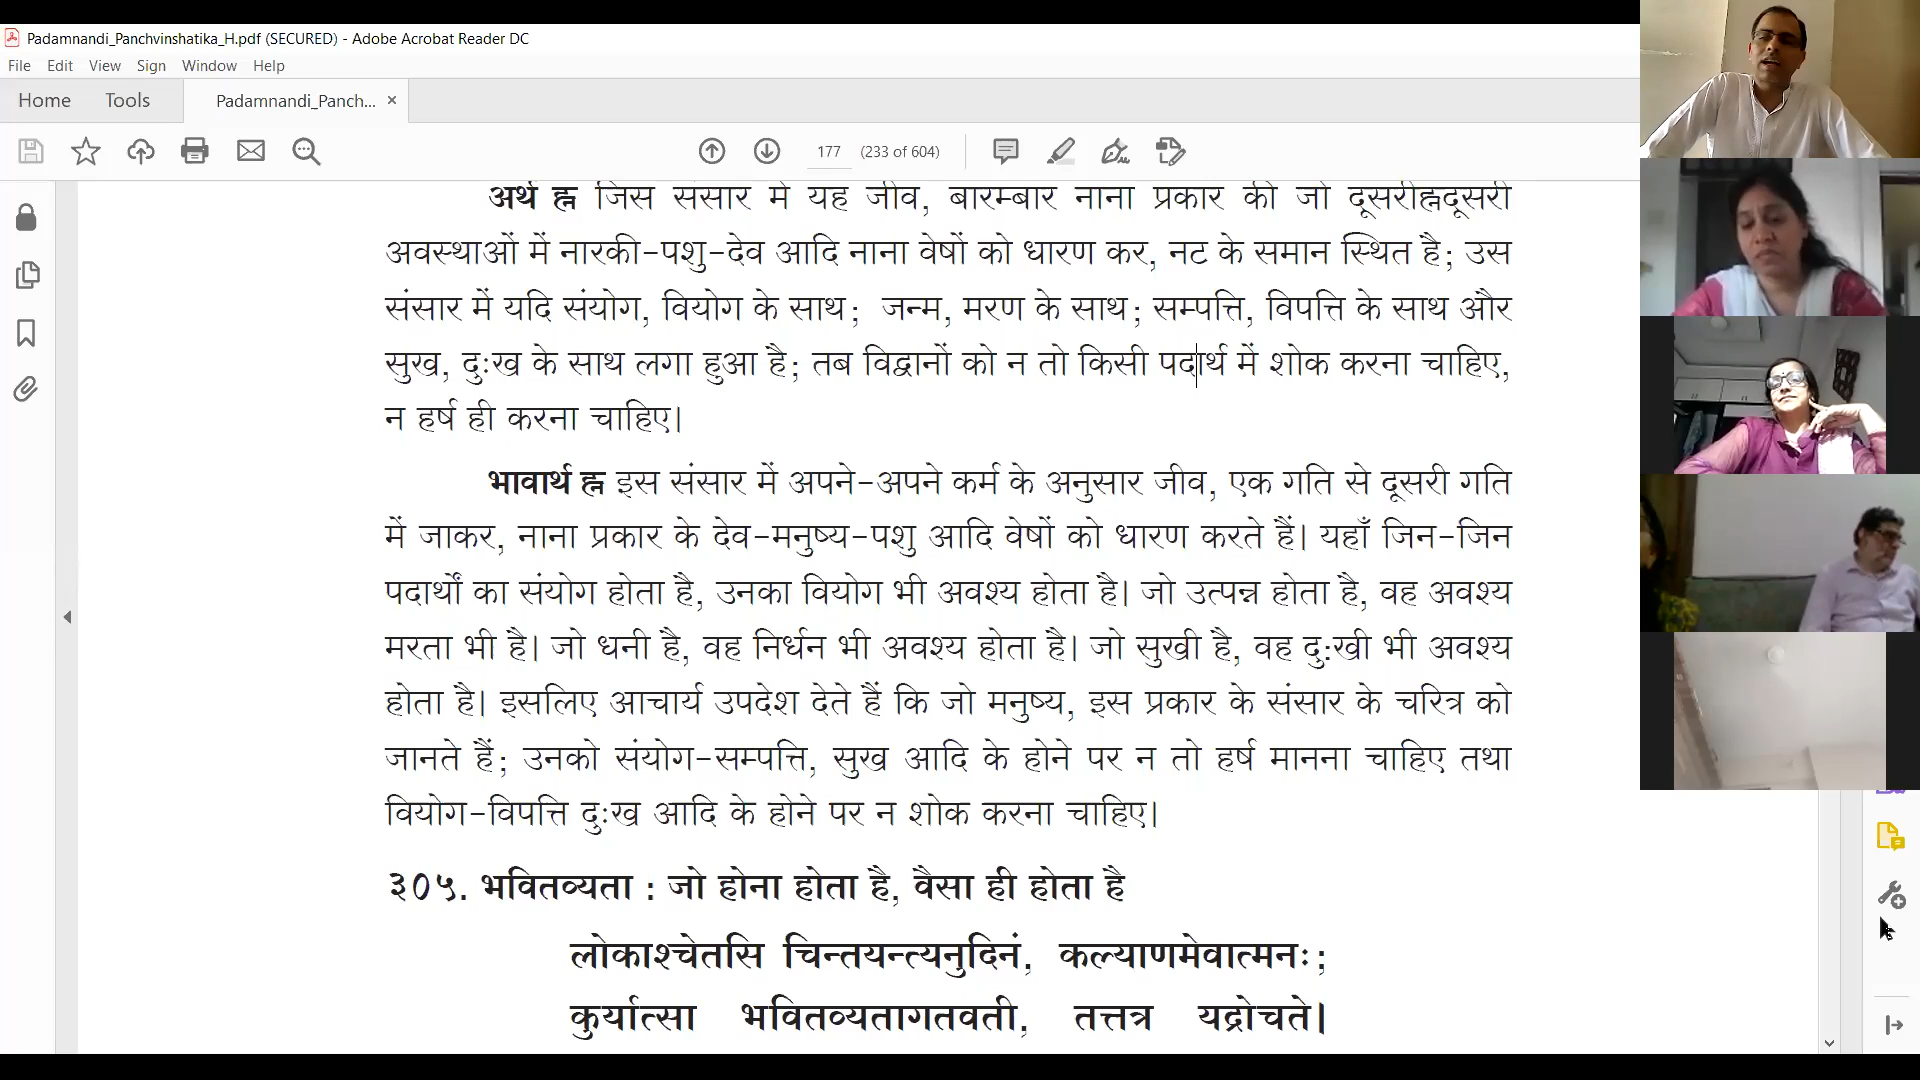 Padamnandi_Panchvinshatika_H.pdf (SECURED) - Adobe Acrobat Reader DC
File Edit View Sign Window Help
Home Tools Padamnandi_Panch... ×
177 (233 of 604)
अर्थ ह्न जिस संसार में यह जीव, बारम्बार नाना प्रकार की जो दूसरीह्नदूसरी
अवस्थाओं में नारकी-पशु-देव आदि नाना वेषों को धारण कर, नट के समान स्थित है; उस
संसार में यदि संयोग, वियोग के साथ; जन्म, मरण के साथ; सम्पत्ति, विपत्ति के साथ और
सुख, दुःख के साथ लगा हुआ है; तब विद्वानों को न तो किसी पदार्थ में शोक करना चाहिए,
न हर्ष ही करना चाहिए।
भावार्थ ह्न इस संसार में अपने-अपने कर्म के अनुसार जीव, एक गति से दूसरी गति
में जाकर, नाना प्रकार के देव-मनुष्य-पशु आदि वेषों को धारण करते हैं। यहाँ जिन-जिन
पदार्थों का संयोग होता है, उनका वियोग भी अवश्य होता है। जो उत्पन्न होता है, वह अवश्य
मरता भी है। जो धनी है, वह निर्धन भी अवश्य होता है। जो सुखी है, वह दुःखी भी अवश्य
होता है। इसलिए आचार्य उपदेश देते हैं कि जो मनुष्य, इस प्रकार के संसार के चरित्र को
जानते हैं; उनको संयोग-सम्पत्ति, सुख आदि के होने पर न तो हर्ष मानना चाहिए तथा
वियोग-विपत्ति दुःख आदि के होने पर न शोक करना चाहिए।
३०५. भवितव्यता : जो होना होता है, वैसा ही होता है
लोकाश्चेतसि चिन्तयन्त्यनुदिनं, कल्याणमेवात्मनः;
कुर्यात्सा भवितव्यतागतवती, तत्तत्र यद्रोचते।